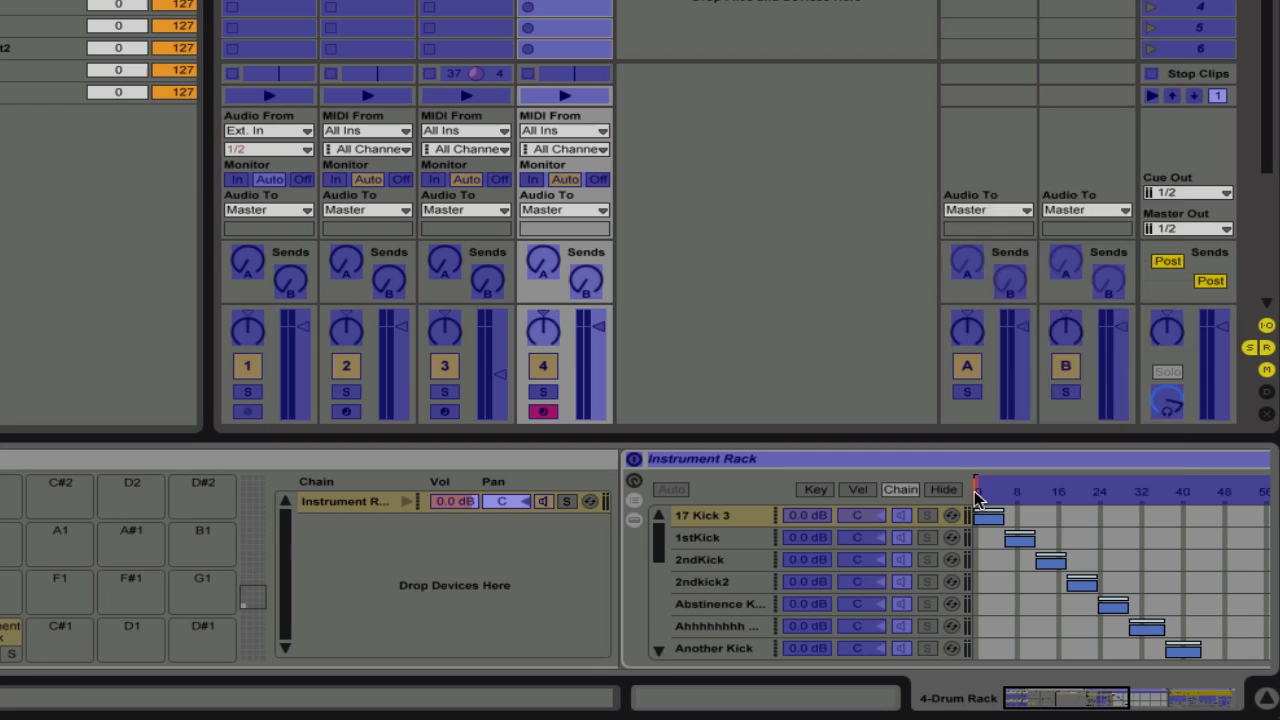 0 127 4
0 127 5
t2 0 127 6
0 127 37 4 Stop Clips
0 127 1
Audio From MIDI From MIDI From MIDI From
Ext. In All Ins All Ins All Ins
1/2 All Channe All Channe All Channe
Monitor Monitor Monitor Monitor
In Auto Off In Auto Off In Auto Off In Auto Off Cue Out
1/2
Audio To Audio To Audio To Audio To Audio To Audio To
Master Master Master Master Master Master Master Out
1/2
Sends Sends Sends Sends Sends Sends Sends
A A A A A A Post
B B B B B B Post
I·O
S R
1 2 3 4 A B Solo M
S S S S S S D
Instrument Rack
C#2 D2 D#2 Chain Vol Pan Auto Key Vel Chain Hide 8 16 24 32 40 48 56
Instrument R... 0.0 dB C S
17 Kick 3 0.0 dB C S
A1 A#1 B1 1stKick 0.0 dB C S
2ndKick 0.0 dB C S
F1 F#1 G1 Drop Devices Here 2ndkick2 0.0 dB C S
Abstinence K... 0.0 dB C S
ent C#1 D1 D#1 Ahhhhhhhh ... 0.0 dB C S
S Another Kick 0.0 dB C S
4-Drum Rack